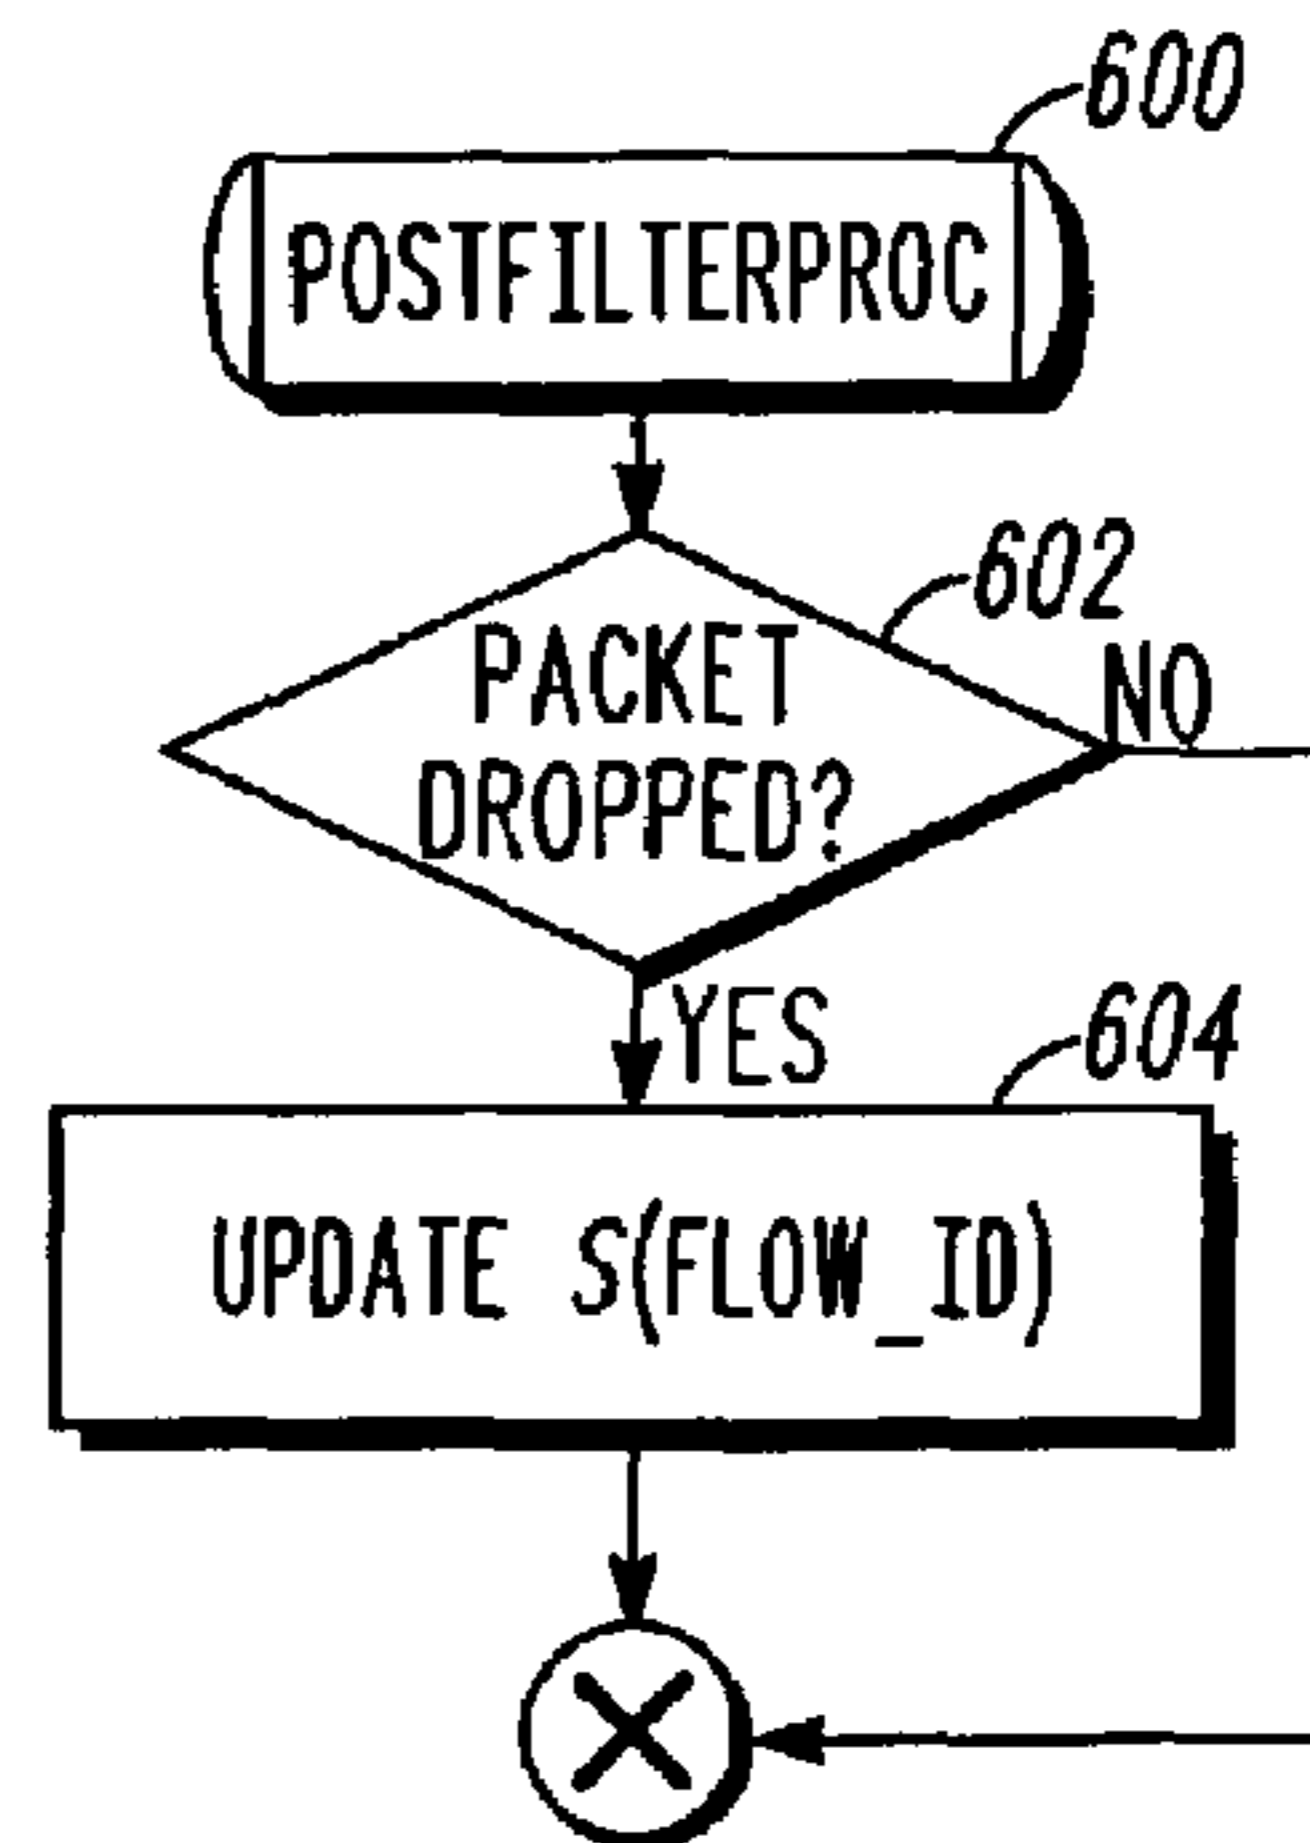 600
POSTFILTERPROC
602
PACKET
DROPPED?
NO
YES
604
UPDATE S(FLOW_ID)